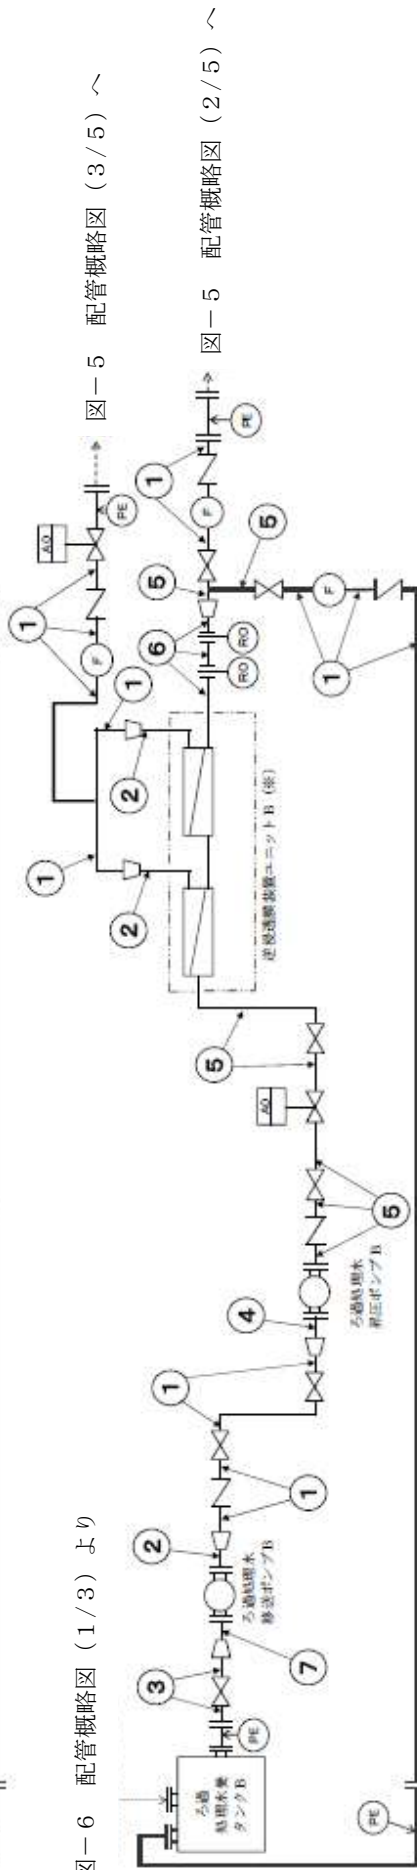 図－6　配管概略図（1/3）より
ろ過
処理水受
タンクB
PE
3
7
ろ過処理水
移送ポンプB
2
1
1
4
ろ過処理水
昇圧ポンプB
5
AO
5
逆浸透膜装置ユニットB（※）
2
2
1
1
1
F
AO
PE
図－5　配管概略図（3/5）へ
6
RO
RO
5
F
1
PE
図－5　配管概略図（2/5）へ
5
F
1
PE